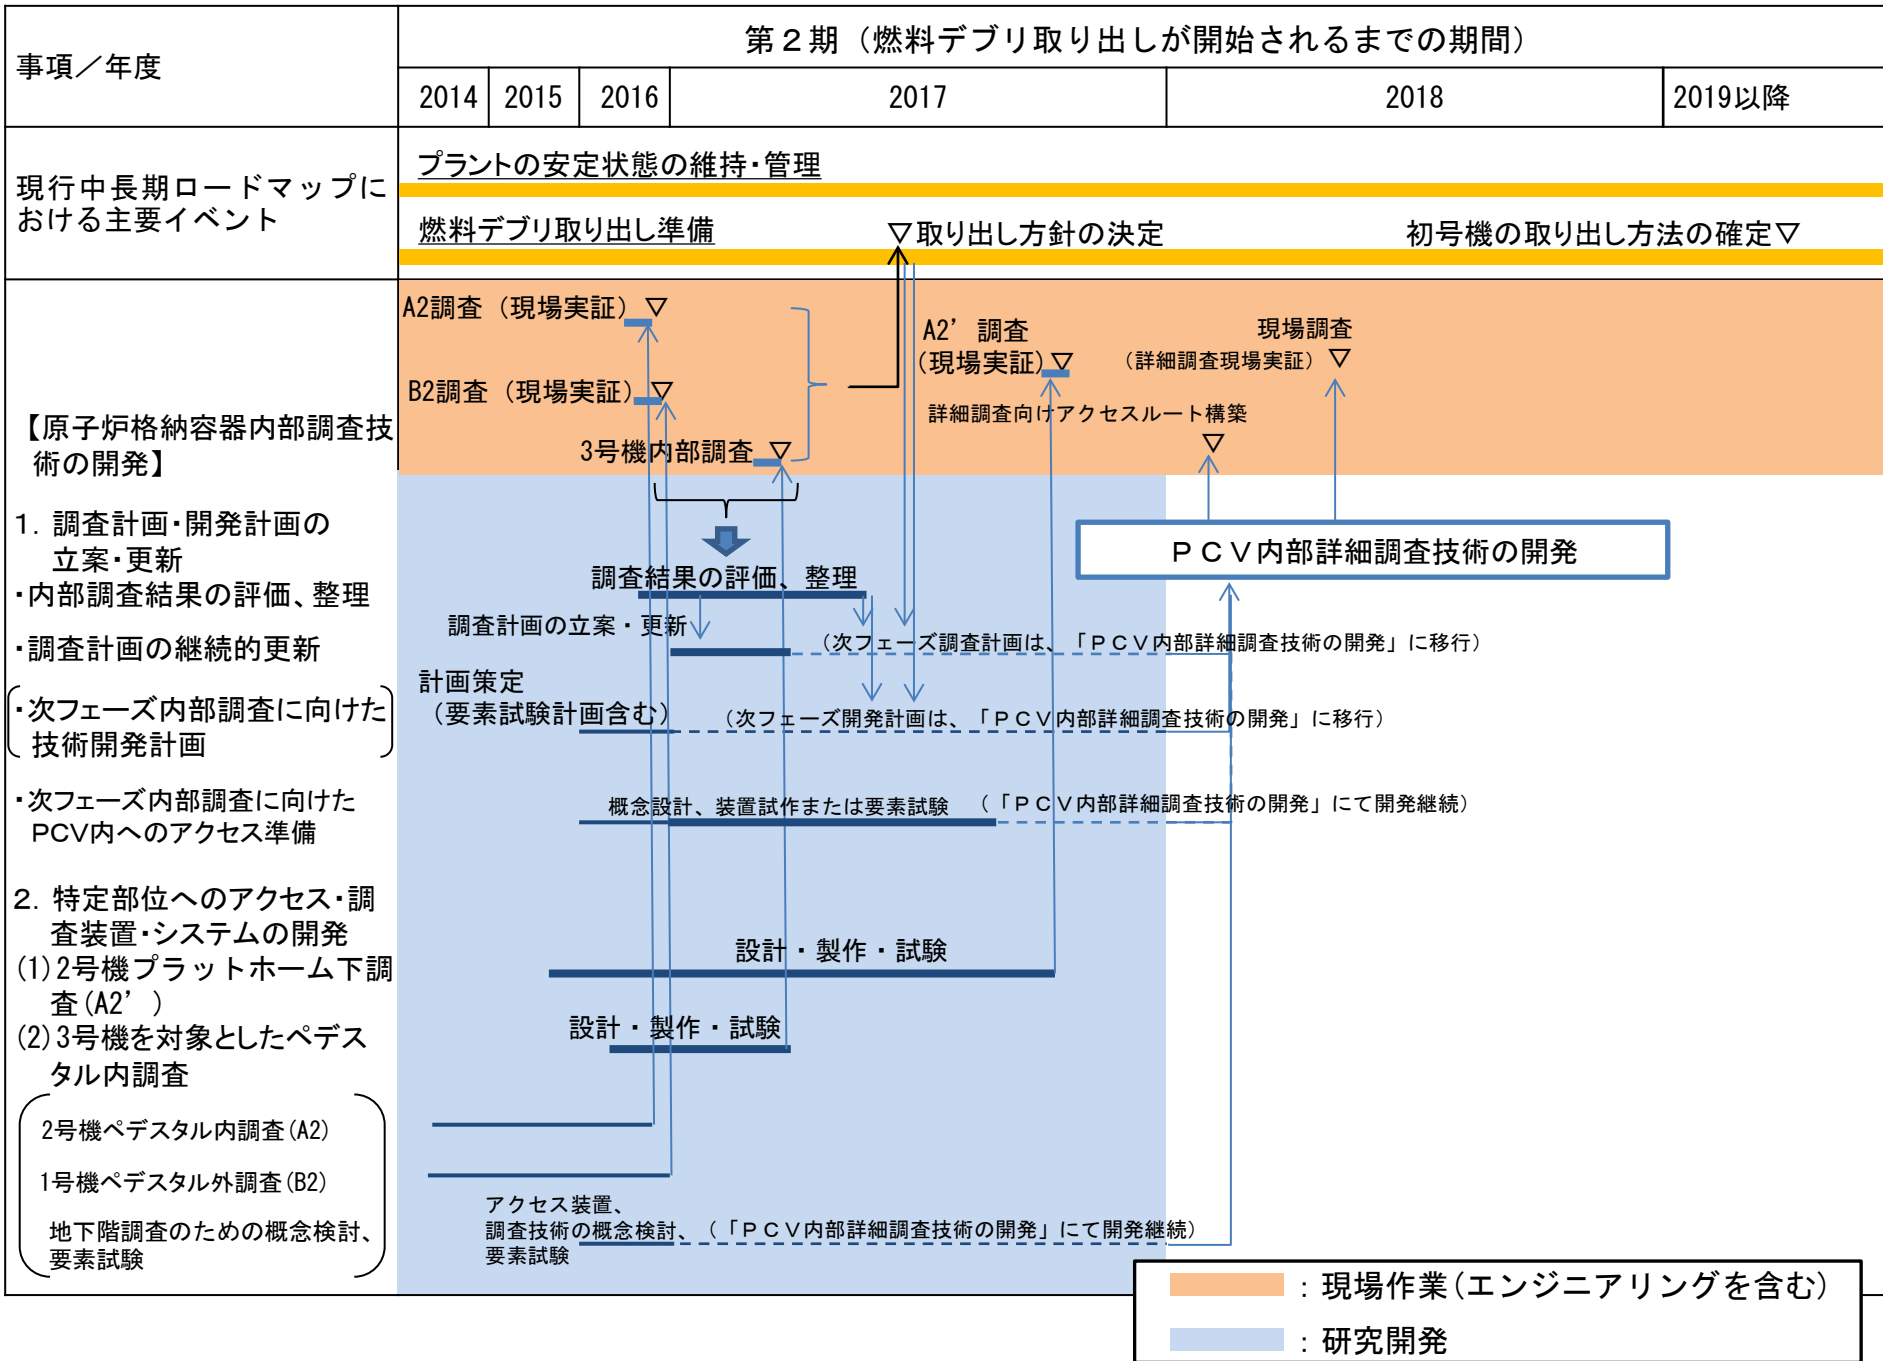 事項／年度
第２期（燃料デブリ取り出しが開始されるまでの期間）
2014
2015
2016
2017
2018
2019以降
現行中長期ロードマップに
おける主要イベント
プラントの安定状態の維持・管理
燃料デブリ取り出し準備
▽取り出し方針の決定
初号機の取り出し方法の確定▽
A2調査（現場実証）▽
B2調査（現場実証）▽
3号機内部調査 ▽
A2’調査
（現場実証）▽
現場調査
（詳細調査現場実証）▽
詳細調査向けアクセスルート構築
▽
【原子炉格納容器内部調査技
術の開発】
1．調査計画・開発計画の
立案・更新
・内部調査結果の評価、整理
・調査計画の継続的更新
・次フェーズ内部調査に向けた
技術開発計画
・次フェーズ内部調査に向けた
PCV内へのアクセス準備
2．特定部位へのアクセス・調
査装置・システムの開発
(1)2号機プラットホーム下調
査(A2’)
(2)3号機を対象としたペデス
タル内調査
2号機ペデスタル内調査(A2)
1号機ペデスタル外調査(B2)
地下階調査のための概念検討、
要素試験
ＰＣＶ内部詳細調査技術の開発
調査結果の評価、整理
調査計画の立案・更新
（次フェーズ調査計画は、「ＰＣＶ内部詳細調査技術の開発」に移行）
計画策定
（要素試験計画含む）
（次フェーズ開発計画は、「ＰＣＶ内部詳細調査技術の開発」に移行）
概念設計、装置試作または要素試験
（「ＰＣＶ内部詳細調査技術の開発」にて開発継続）
設計・製作・試験
設計・製作・試験
アクセス装置、
調査技術の概念検討、（「ＰＣＶ内部詳細調査技術の開発」にて開発継続）
要素試験
：現場作業(エンジニアリングを含む)
：研究開発